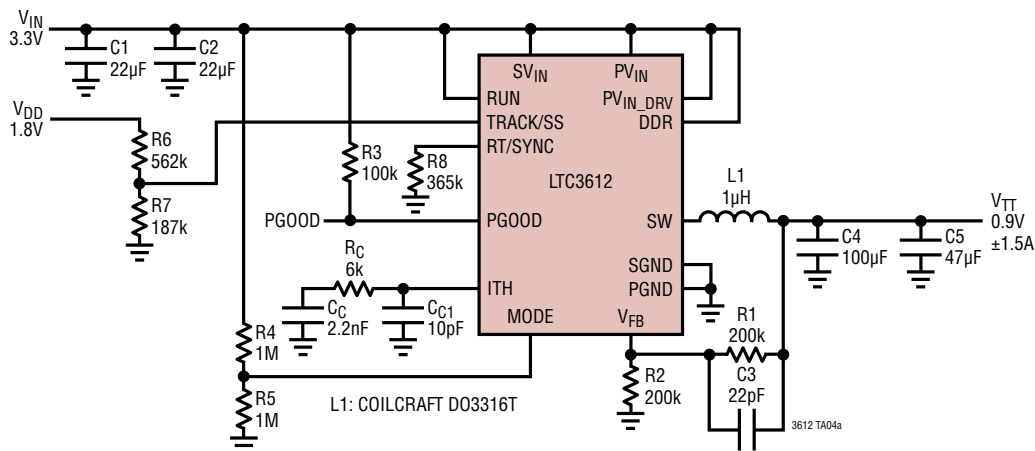 VIN
3.3V
C1
22µF
C2
22µF
VDD
1.8V
R6
562k
R7
187k
R3
100k
R8
365k
PGOOD
RC
6k
CC
2.2nF
CC1
10pF
R4
1M
R5
1M
SVIN
PVIN
RUN
PVIN_DRV
TRACK/SS
DDR
RT/SYNC
LTC3612
PGOOD
SW
SGND
PGND
ITH
MODE
VFB
L1
1µH
VTT
0.9V
±1.5A
C4
100µF
C5
47µF
R1
200k
C3
22pF
R2
200k
L1: COILCRAFT DO3316T
3612 TA04a